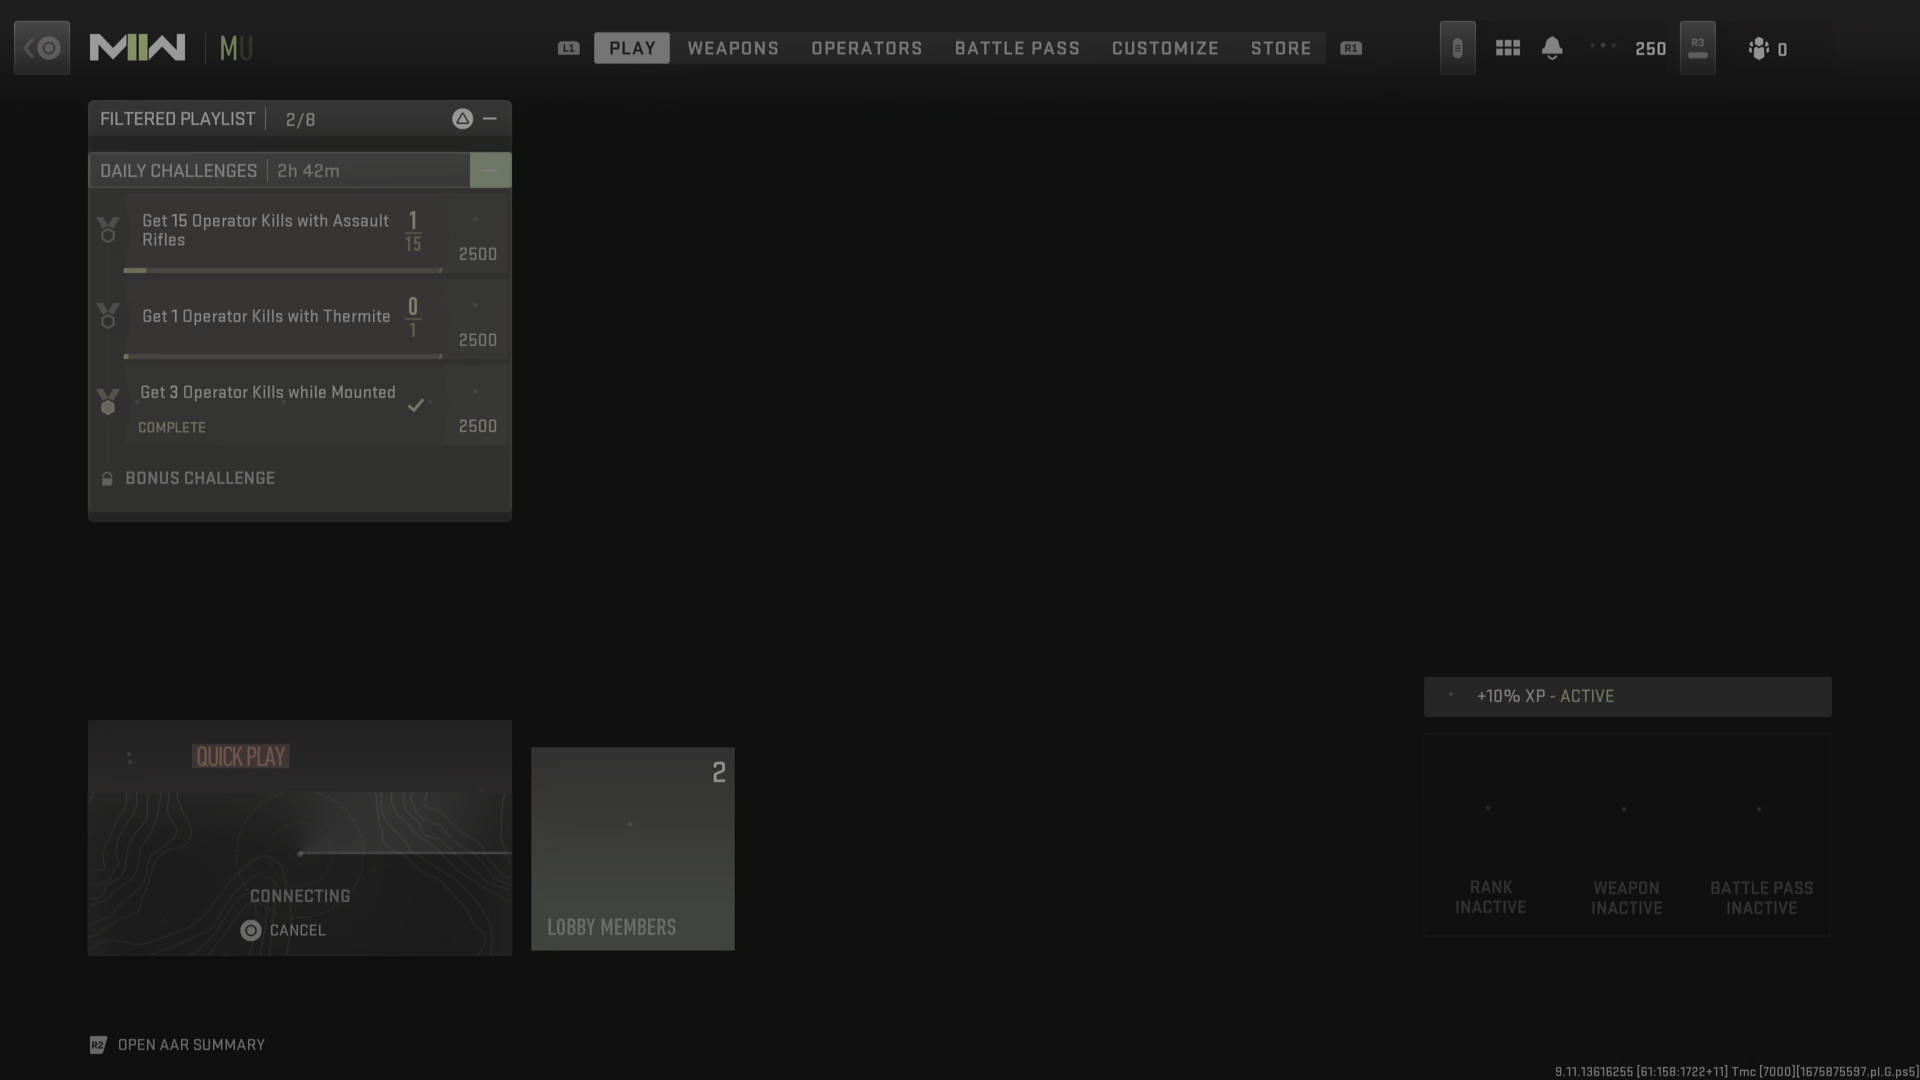 MWII MU
L1 PLAY WEAPONS OPERATORS BATTLE PASS CUSTOMIZE STORE R1
250 R3 0
FILTERED PLAYLIST 2/8
DAILY CHALLENGES 2h 42m
Get 15 Operator Kills with Assault
Rifles
1
15
2500
Get 1 Operator Kills with Thermite
0
1
2500
Get 3 Operator Kills while Mounted
COMPLETE
2500
BONUS CHALLENGE
+10% XP - ACTIVE
QUICK PLAY
CONNECTING
CANCEL
2
LOBBY MEMBERS
RANK
INACTIVE
WEAPON
INACTIVE
BATTLE PASS
INACTIVE
R2 OPEN AAR SUMMARY
9.11.13616255 [61:158:1722+11] Tmc [7000][1675875597.pl.G.ps5]